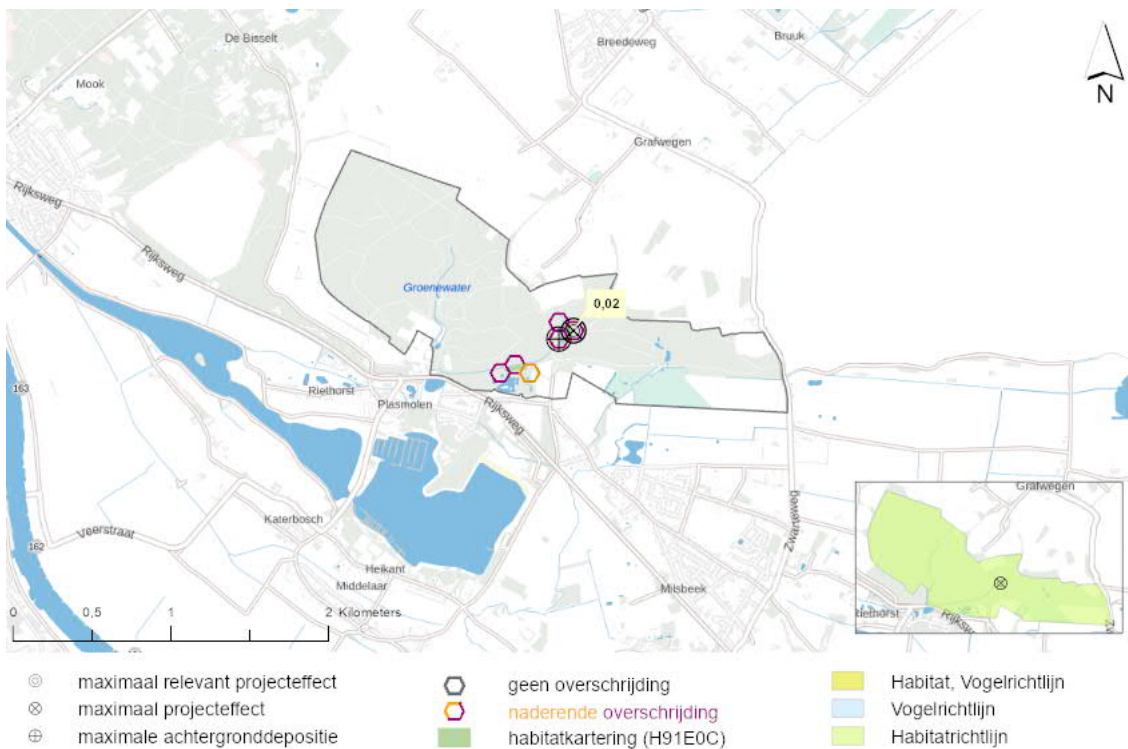 De Bisselt
Breedeweg
Bruuk
Mook
N
Grafwegen
Rijksweg
Rijksweg
Groenewater
0,02
163
Riethorst
Plasmolen
Rijksweg
Zwarteweg
Grafwegen
Katerbosch
Veerstraat
162
Heikant
Middelaar
Milsbeek
Riethorst
Rijksw
Zw
0 0,5 1 2 Kilometers
maximaal relevant projecteffect
geen overschrijding
Habitat, Vogelrichtlijn
maximaal projecteffect
naderende overschrijding
Vogelrichtlijn
maximale achtergronddepositie
habitatkartering (H91E0C)
Habitatrichtlijn